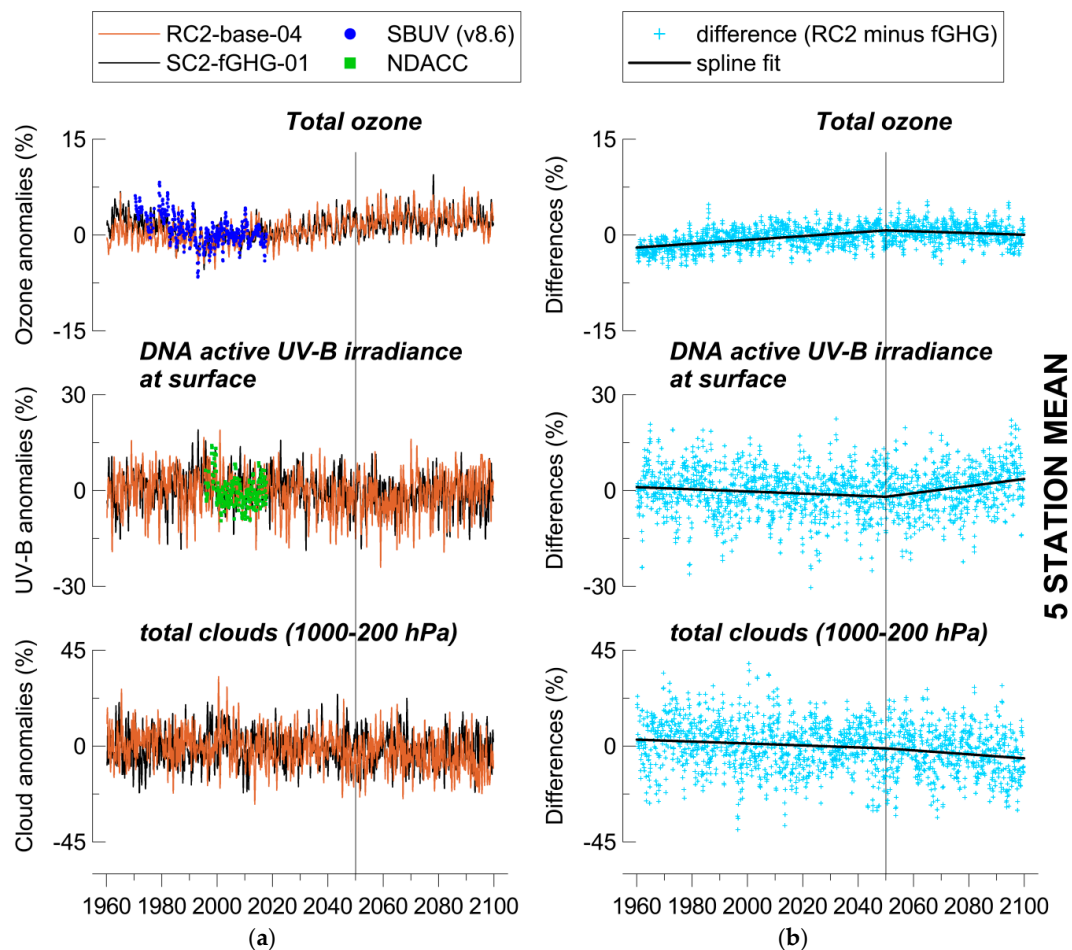 RC2-base-04
SC2-fGHG-01
SBUV (v8.6)
NDACC
difference (RC2 minus fGHG)
spline fit
Total ozone
15
0
-15
Ozone anomalies (%)
DNA active UV-B irradiance
at surface
30
0
-30
UV-B anomalies (%)
total clouds (1000-200 hPa)
45
0
-45
Cloud anomalies (%)
1960 1980 2000 2020 2040 2060 2080 2100
(a)
Total ozone
15
0
-15
Differences (%)
DNA active UV-B irradiance
at surface
30
0
-30
Differences (%)
total clouds (1000-200 hPa)
45
0
-45
Differences (%)
1960 1980 2000 2020 2040 2060 2080 2100
(b)
5 STATION MEAN